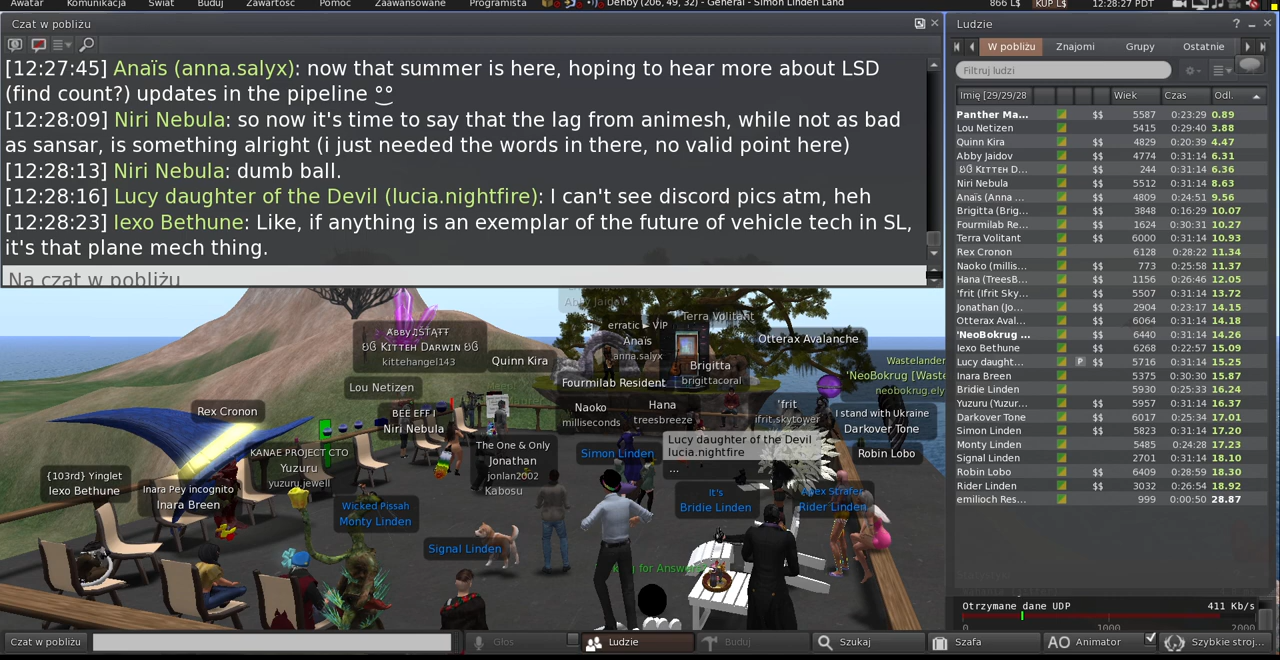 Awatar Komunikacja Świat Buduj Zawartość Pomoc Zaawansowane Programista Denby (206, 49, 32) - General - Simon Linden Land 866 L$ KUP L$ 12:28:27 PDT
Czat w pobliżu
[12:27:45] Anaïs (anna.salyx): now that summer is here, hoping to hear more about LSD
(find count?) updates in the pipeline
[12:28:09] Niri Nebula: so now it's time to say that the lag from animesh, while not as bad
as sansar, is something alright (i just needed the words in there, no valid point here)
[12:28:13] Niri Nebula: dumb ball.
[12:28:16] Lucy daughter of the Devil (lucia.nightfire): I can't see discord pics atm, heh
[12:28:23] Iexo Bethune: Like, if anything is an exemplar of the future of vehicle tech in SL,
it's that plane mech thing.
Na czat w pobliżu
Ludzie
W pobliżu Znajomi Grupy Ostatnie
Filtruj ludzi
Imię [29/29/28 Wiek Czas Odl.
Panther Ma... $$ 5587 0:23:29 0.89
Lou Netizen 5415 0:29:40 3.88
Quinn Kira $$ 4829 0:20:39 4.47
Abby Jaidov $$ 4774 0:31:14 6.31
ᏰᎶ Kɪᴛᴛᴇʜ D... $$ 244 0:31:14 6.36
Niri Nebula 5512 0:31:14 8.63
Anaïs (Anna ... $$ 4809 0:24:51 9.56
Brigitta (Brig... $$ 3848 0:16:29 10.07
Fourmilab Re... $$ 1624 0:30:31 10.27
Terra Volitant $$ 6000 0:31:14 10.93
Rex Cronon 6128 0:28:22 11.34
Naoko (millis... $$ 773 0:25:58 11.37
Hana (TreesB... $$ 1156 0:26:46 12.05
'frit (Ifrit Sky... $$ 5507 0:31:14 13.72
Jonathan (Jo... $$ 2904 0:23:17 14.15
Otterax Aval... $$ 6064 0:31:14 14.18
'NeoBokrug ... $$ 6440 0:31:14 14.26
Iexo Bethune $$ 6268 0:22:57 15.09
Lucy daught... P $$ 5716 0:31:14 15.25
Inara Breen 5375 0:30:30 15.87
Bridie Linden 5930 0:25:33 16.24
Yuzuru (Yuzur... $$ 5957 0:31:14 16.37
Darkover Tone $$ 6017 0:25:34 17.01
Simon Linden $$ 5823 0:31:14 17.20
Monty Linden 5485 0:24:28 17.23
Signal Linden 2701 0:31:14 18.10
Robin Lobo $$ 6409 0:28:59 18.30
Rider Linden $$ 3032 0:26:54 18.92
emilioch Res... 999 0:00:50 28.87
Otrzymane dane UDP 411 Kb/s
0 1000 2000
Abby Jaidov
Terra Volitant
erratic ► VIP
Anaïs
anna.salyx
Otterax Avalanche
Aʙʙʏ♫ŠTAŦŦ
ᏰᎶ Kɪᴛᴛᴇʜ Dᴀʀᴡɪɴ ᏰᎶ
kittehangel143
Quinn Kira
Brigitta
brigittacoral
Wastelander
'NeoBokrug [Waste
neobokrug.ely
Lou Netizen
Fourmilab Resident
Rex Cronon
BEE EFF I
Niri Nebula
Naoko
milliseconds
Hana
treesbreeze
'frit
ifrit.skytower
I stand with Ukraine
Darkover Tone
KANAE PROJECT CTO
Yuzuru
yuzuru.jewell
The One & Only
Jonathan
jonlan2002
Kabosu
Simon Linden
Lucy daughter of the Devil
lucia.nightfire
...
Robin Lobo
{103rd} Yinglet
Iexo Bethune
Inara Pey incognito
Inara Breen
Wicked Pissah
Monty Linden
It's
Bridie Linden
Apex Strafer
Rider Linden
Signal Linden
for Answers
Czat w pobliżu Głos Ludzie Buduj Szukaj Szafa AO Animator Szybkie stroj...